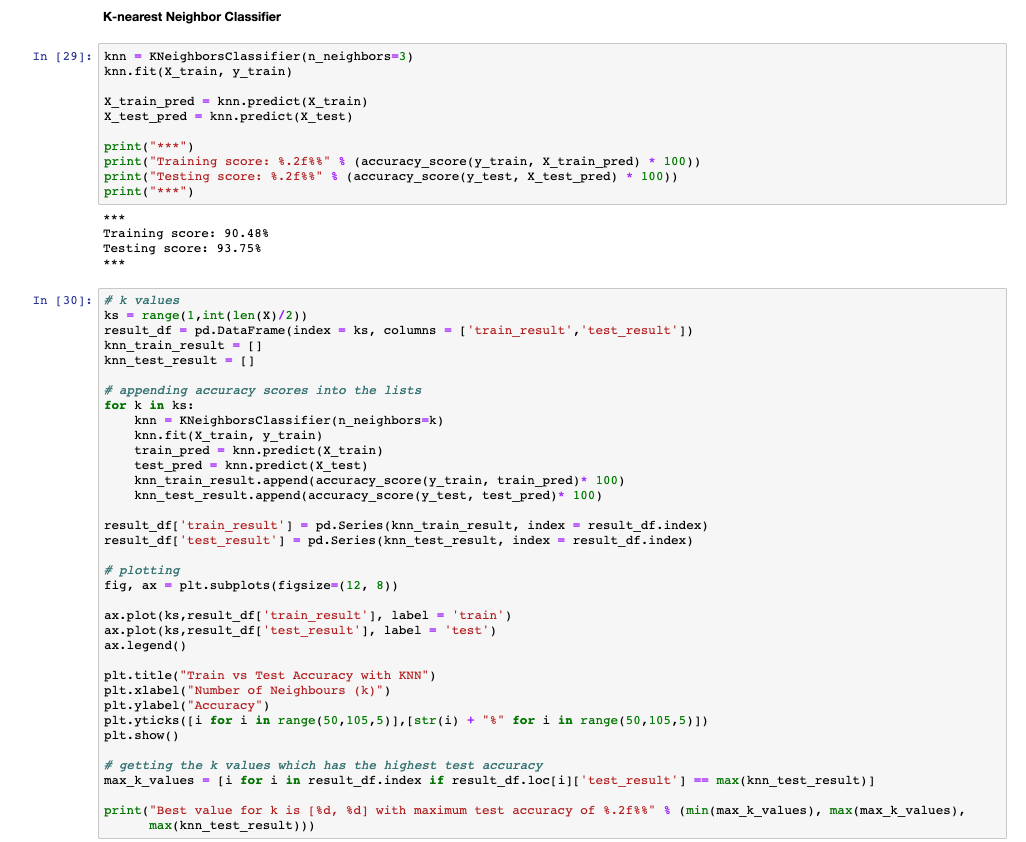 K-nearest Neighbor Classifier
In [29]: knn = KNeighborsClassifier(n_neighbors=3)
knn.fit(X_train, y_train)
X_train_pred = knn.predict(X_train)
X_test_pred = knn.predict(X_test)
print("***")
print("Training score: %.2f%%" % (accuracy_score(y_train, X_train_pred) * 100))
print("Testing score: %.2f%%" % (accuracy_score(y_test, X_test_pred) * 100))
print("***")
***
Training score: 90.48%
Testing score: 93.75%
***
In [30]: # k values
ks = range(1,int(len(X)/2))
result_df = pd.DataFrame(index = ks, columns = ['train_result','test_result'])
knn_train_result = []
knn_test_result = []
# appending accuracy scores into the lists
for k in ks:
    knn = KNeighborsClassifier(n_neighbors=k)
    knn.fit(X_train, y_train)
    train_pred = knn.predict(X_train)
    test_pred = knn.predict(X_test)
    knn_train_result.append(accuracy_score(y_train, train_pred)* 100)
    knn_test_result.append(accuracy_score(y_test, test_pred)* 100)
result_df['train_result'] = pd.Series(knn_train_result, index = result_df.index)
result_df['test_result'] = pd.Series(knn_test_result, index = result_df.index)
# plotting
fig, ax = plt.subplots(figsize=(12, 8))
ax.plot(ks,result_df['train_result'], label = 'train')
ax.plot(ks,result_df['test_result'], label = 'test')
ax.legend()
plt.title("Train vs Test Accuracy with KNN")
plt.xlabel("Number of Neighbours (k)")
plt.ylabel("Accuracy")
plt.yticks([i for i in range(50,105,5)],[str(i) + "%" for i in range(50,105,5)])
plt.show()
# getting the k values which has the highest test accuracy
max_k_values = [i for i in result_df.index if result_df.loc[i]['test_result'] == max(knn_test_result)]
print("Best value for k is [%d, %d] with maximum test accuracy of %.2f%%" % (min(max_k_values), max(max_k_values),
      max(knn_test_result)))